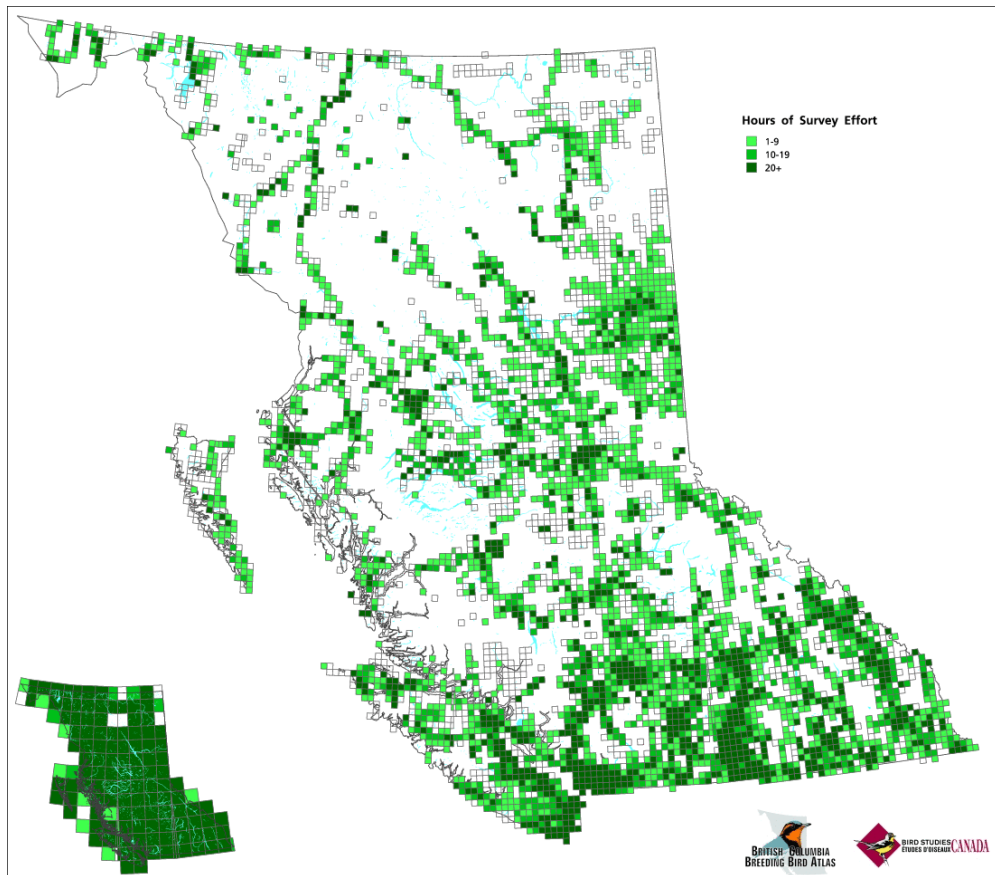 Hours of Survey Effort
1-9
10-19
20+
BRITISH COLUMBIA
BREEDING BIRD ATLAS
BIRD STUDIES
ÉTUDES D'OISEAUX CANADA